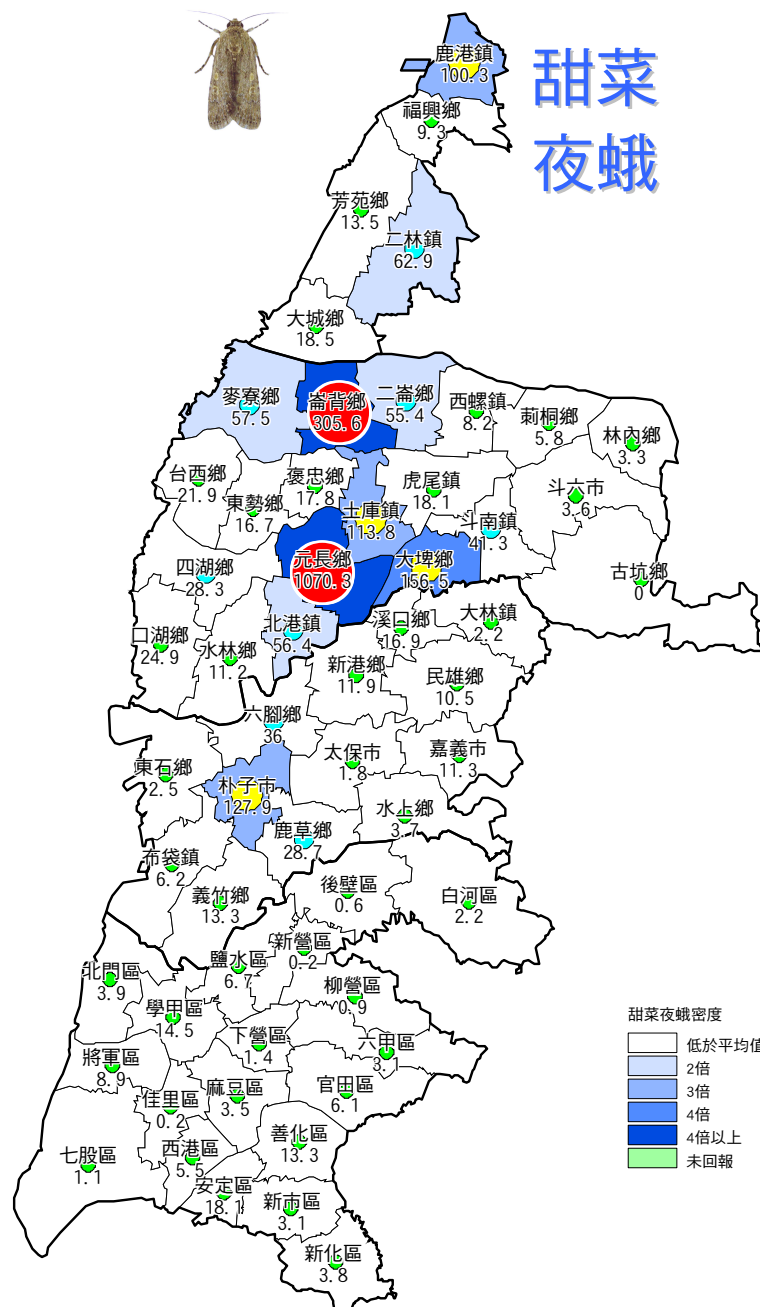 甜菜
夜蛾
鹿港鎮
100.3
福興鄉
9.3
芳苑鄉
13.5
二林鎮
62.9
大城鄉
18.5
麥寮鄉
57.5
崙背鄉
305.6
二崙鄉
55.4
西螺鎮
8.2
莿桐鄉
5.8
林內鄉
3.3
台西鄉
21.9
東勢鄉
16.7
褒忠鄉
17.8
土庫鎮
113.8
虎尾鎮
18.1
斗南鎮
41.3
斗六市
3.6
古坑鄉
0
四湖鄉
28.3
元長鄉
1070.3
大埤鄉
156.5
口湖鄉
24.9
水林鄉
11.2
北港鎮
56.4
溪口鄉
16.9
大林鎮
2.2
新港鄉
11.9
民雄鄉
10.5
六腳鄉
36
東石鄉
2.5
朴子市
127.9
太保市
1.8
嘉義市
11.3
水上鄉
3.7
鹿草鄉
28.7
布袋鎮
6.2
義竹鄉
13.3
後壁區
0.6
白河區
2.2
新營區
0.2
鹽水區
6.7
北門區
3.9
柳營區
0.9
學甲區
14.5
下營區
1.4
六甲區
3.1
將軍區
8.9
麻豆區
3.5
官田區
6.1
佳里區
0.2
善化區
13.3
西港區
5.5
七股區
1.1
安定區
18.1
新市區
3.1
新化區
3.8
甜菜夜蛾密度
低於平均值
2倍
3倍
4倍
4倍以上
未回報